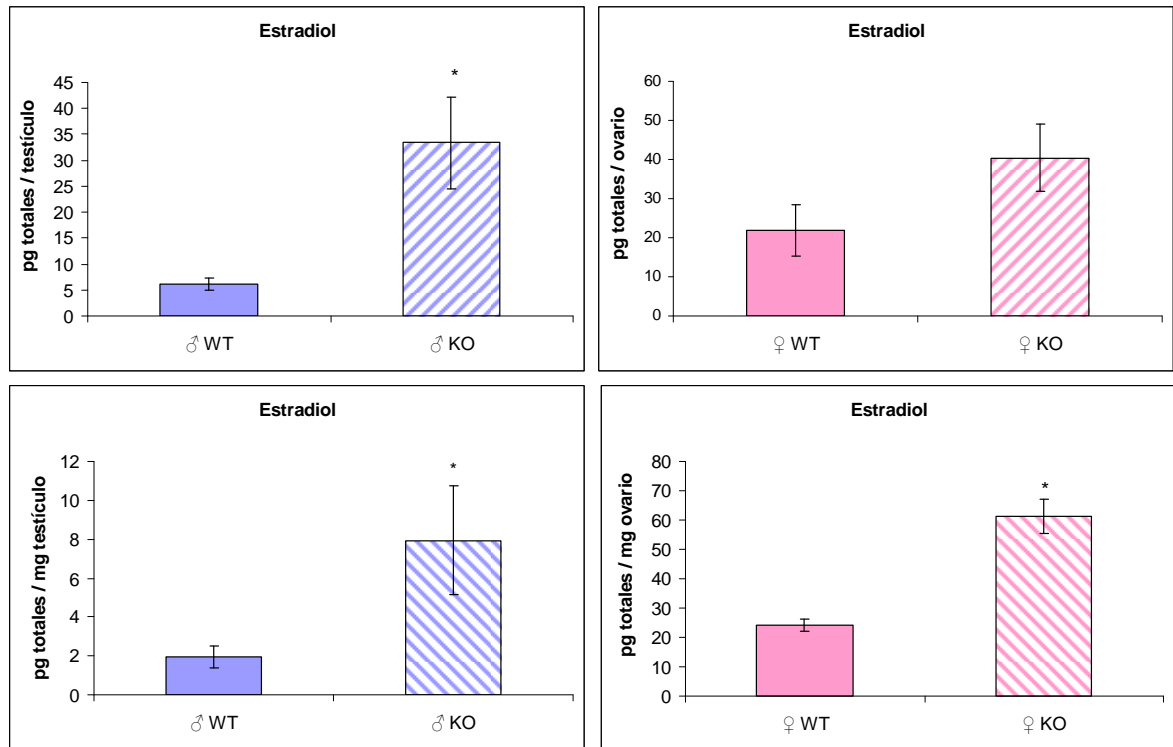 Estradiol
pg totales / testículo
45
40
35
30
25
20
15
10
5
0
*
♂ WT
♂ KO
Estradiol
pg totales / ovario
60
50
40
30
20
10
0
♀ WT
♀ KO
Estradiol
pg totales / mg testículo
12
10
8
6
4
2
0
*
♂ WT
♂ KO
Estradiol
pg totales / mg ovario
80
70
60
50
40
30
20
10
0
*
♀ WT
♀ KO